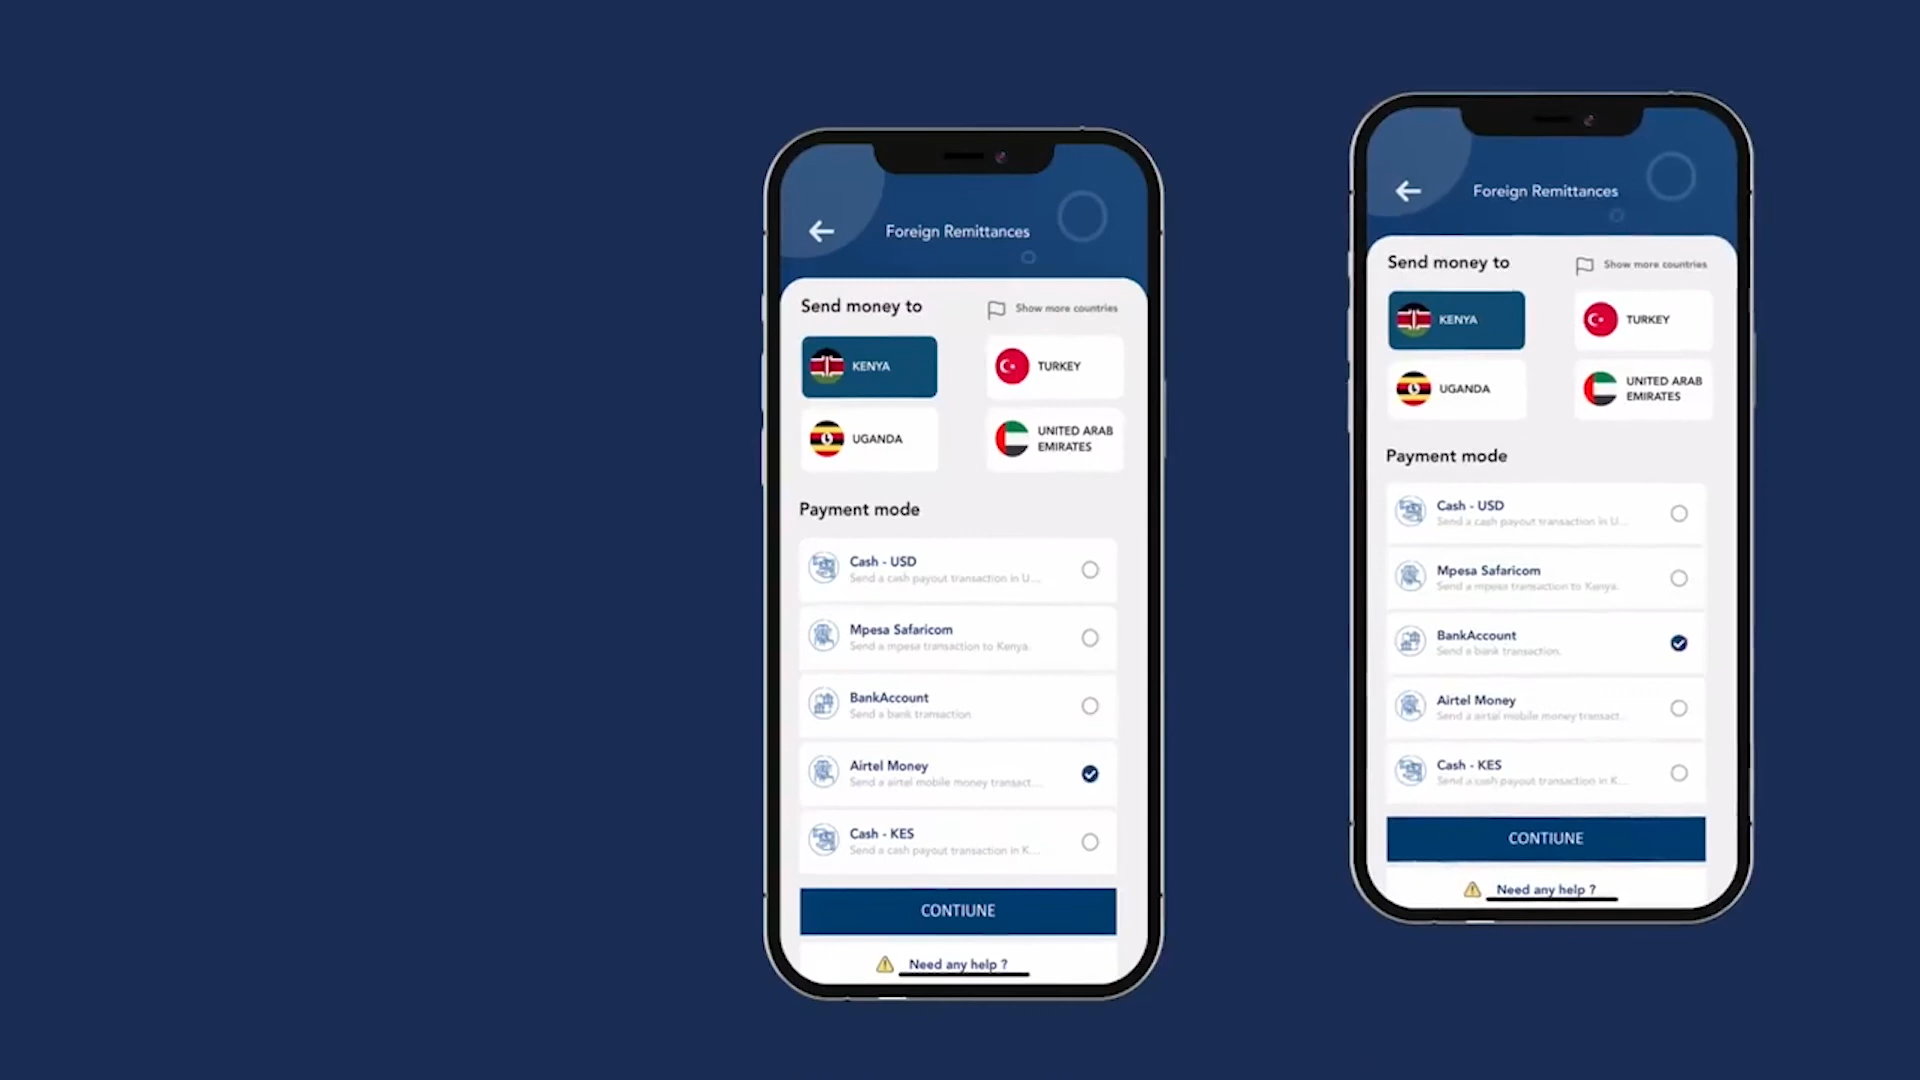 Foreign Remittances
Send money to
Show more countries
KENYA
TURKEY
UGANDA
UNITED ARAB
EMIRATES
Payment mode
Cash - USD
Send a cash payout transaction in U...
Mpesa Safaricom
Send a mpesa transaction to Kenya.
BankAccount
Send a bank transaction
Airtel Money
Send a airtel mobile money transact...
Cash - KES
Send a cash payout transaction in K...
CONTIUNE
Need any help ?
Foreign Remittances
Send money to
Show more countries
KENYA
TURKEY
UGANDA
UNITED ARAB
EMIRATES
Payment mode
Cash - USD
Send a cash payout transaction in U...
Mpesa Safaricom
Send a mpesa transaction to Kenya.
BankAccount
Send a bank transaction.
Airtel Money
Send a airtel mobile money transact...
Cash - KES
Send a cash payout transaction in K...
CONTIUNE
Need any help ?